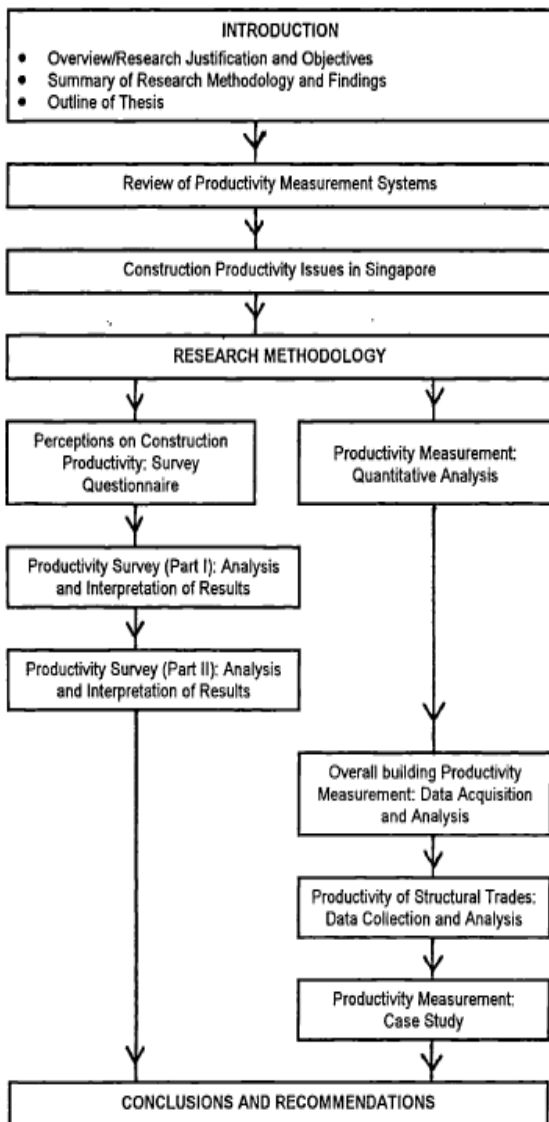 INTRODUCTION
• Overview/Research Justification and Objectives
• Summary of Research Methodology and Findings
• Outline of Thesis
Review of Productivity Measurement Systems
Construction Productivity Issues in Singapore
RESEARCH METHODOLOGY
Perceptions on Construction
Productivity: Survey
Questionnaire
Productivity Measurement:
Quantitative Analysis
Productivity Survey (Part I): Analysis
and Interpretation of Results
Productivity Survey (Part II): Analysis
and Interpretation of Results
Overall building Productivity
Measurement: Data Acquisition
and Analysis
Productivity of Structural Trades:
Data Collection and Analysis
Productivity Measurement:
Case Study
CONCLUSIONS AND RECOMMENDATIONS